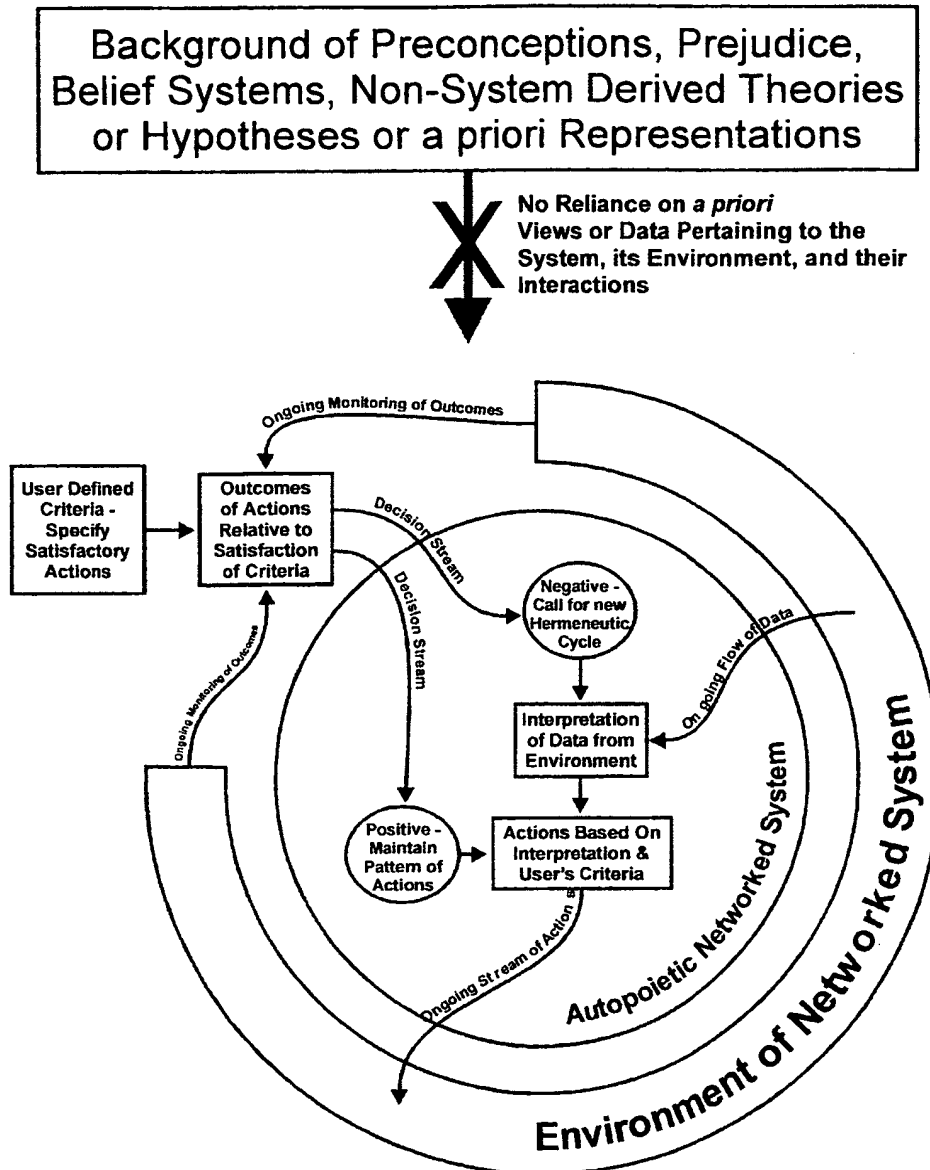 Background of Preconceptions, Prejudice,
Belief Systems, Non-System Derived Theories
or Hypotheses or a priori Representations
No Reliance on a priori
Views or Data Pertaining to the
System, its Environment, and their
Interactions
Ongoing Monitoring of Outcomes
User Defined
Criteria -
Specify
Satisfactory
Actions
Outcomes
of Actions
Relative to
Satisfaction
of Criteria
Decision Stream
Decision Stream
Negative -
Call for new
Hermeneutic
Cycle
On going Flow of Data
Ongoing Monitoring of Outcomes
Interpretation
of Data from
Environment
Positive -
Maintain
Pattern of
Actions
Actions Based On
Interpretation &
User's Criteria
Ongoing Stream of Action s
Autopoietic Networked System
Environment of Networked System